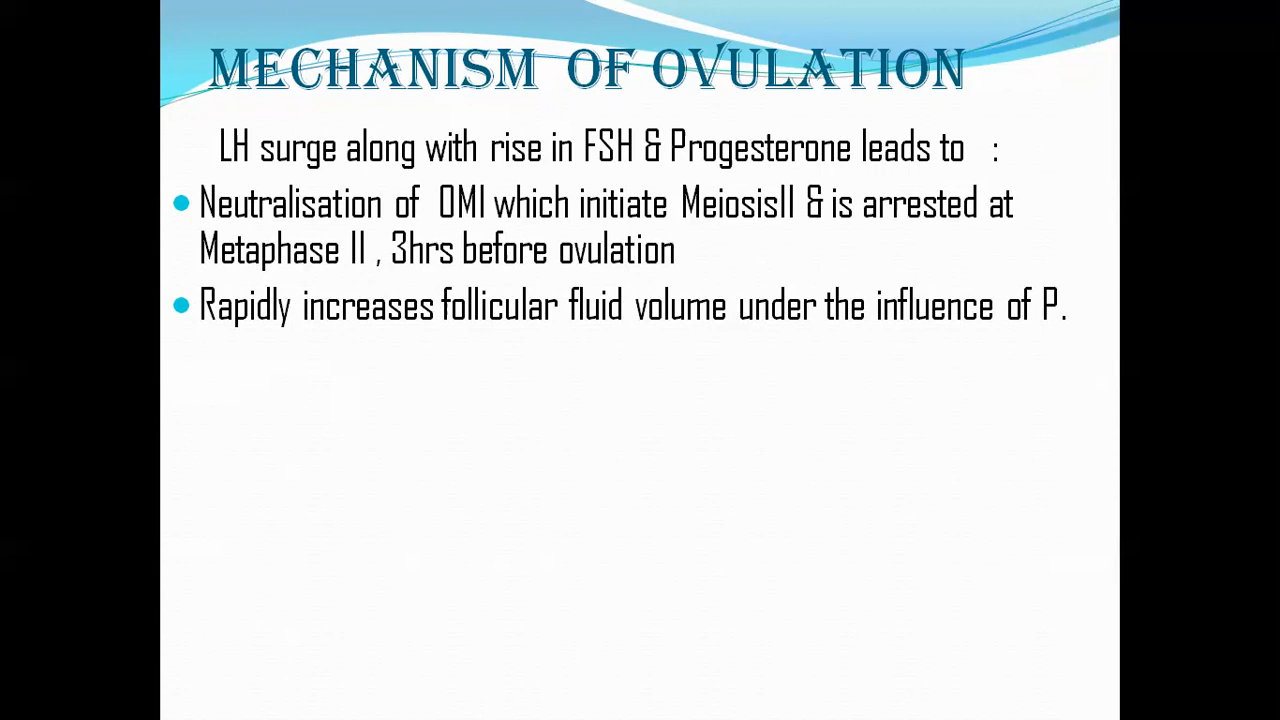 MECHANISM OF OVULATION
LH surge along with rise in FSH & Progesterone leads to :
Neutralisation of OMI which initiate MeiosisII & is arrested at
Metaphase II , 3hrs before ovulation
Rapidly increases follicular fluid volume under the influence of P.